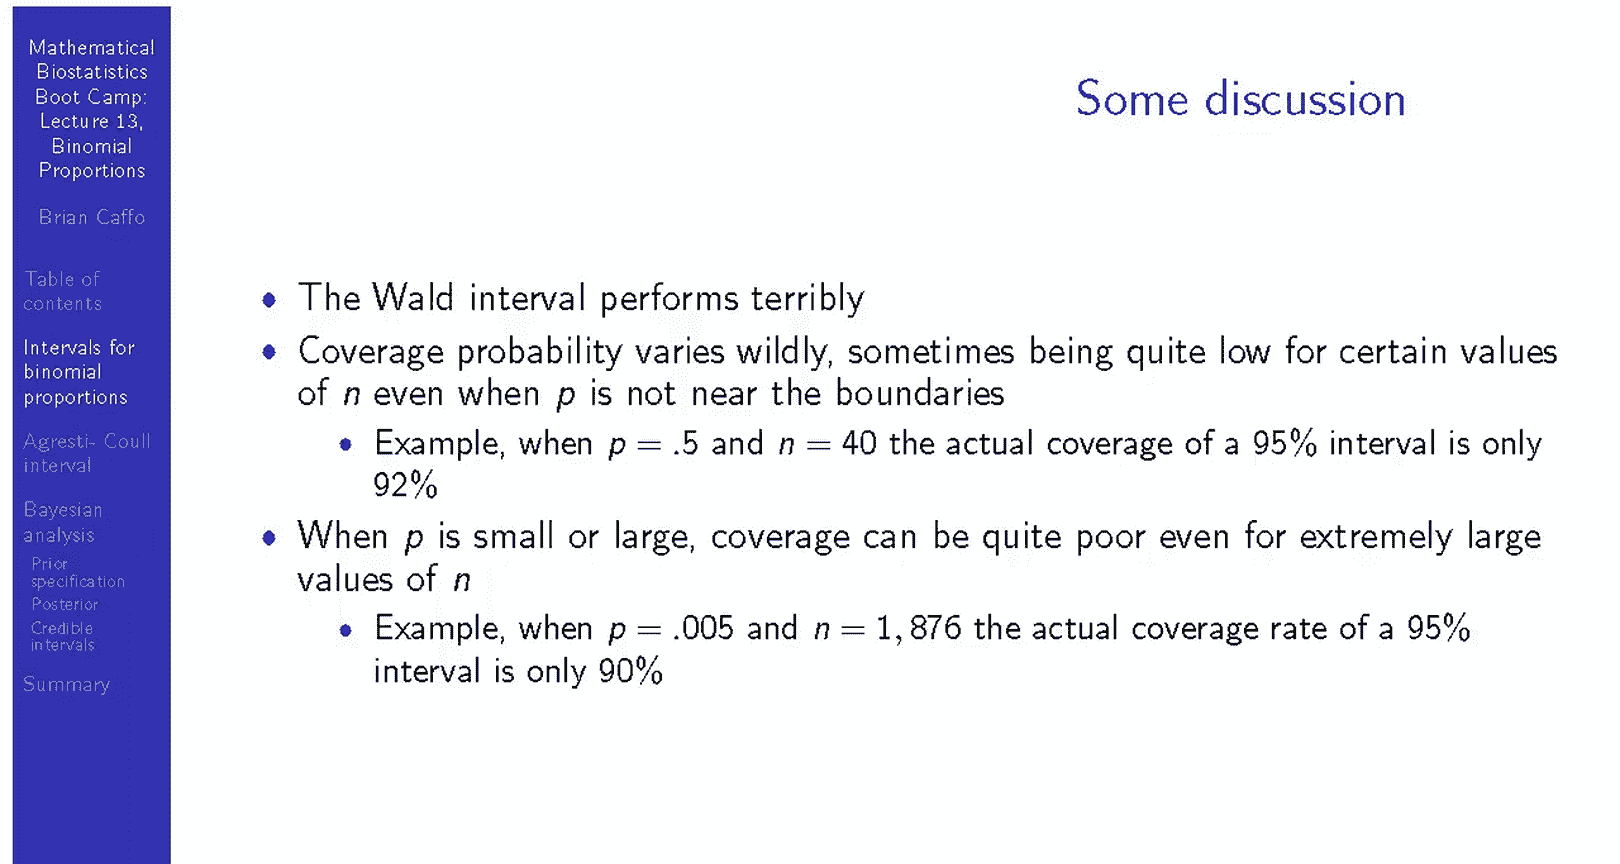 Mathematical
Biostatistics
Boot Camp:
Lecture 13,
Binomial
Proportions
Brian Caffo
Table of
contents
Intervals for
binomial
proportions
Agresti- Coull
interval
Bayesian
analysis
Prior
specification
Posterior
Credible
intervals
Summary
Some discussion
• The Wald interval performs terribly
• Coverage probability varies wildly, sometimes being quite low for certain values
of n even when p is not near the boundaries
• Example, when p = .5 and n = 40 the actual coverage of a 95% interval is only
92%
• When p is small or large, coverage can be quite poor even for extremely large
values of n
• Example, when p = .005 and n = 1, 876 the actual coverage rate of a 95%
interval is only 90%